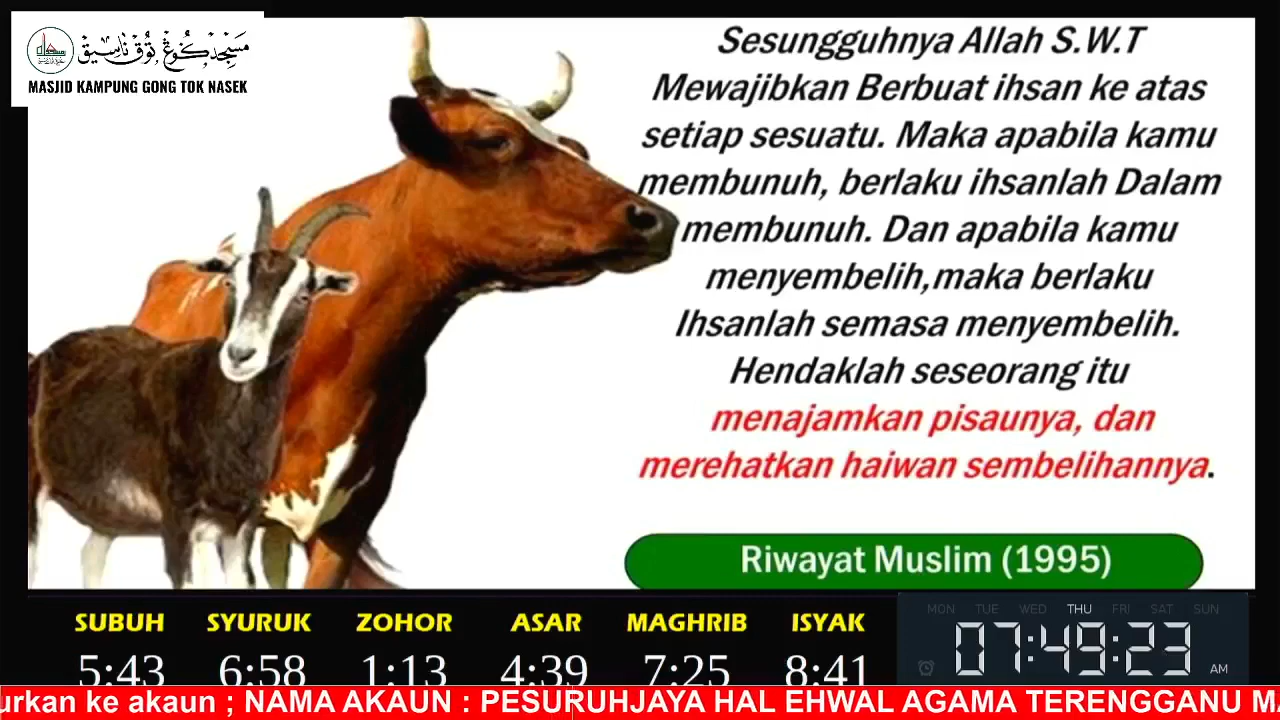 مسجد كامڤوڠ ݢوڠ توق ناسيق
MASJID KAMPUNG GONG TOK NASEK
Sesungguhnya Allah S.W.T
Mewajibkan Berbuat ihsan ke atas
setiap sesuatu. Maka apabila kamu
membunuh, berlaku ihsanlah Dalam
membunuh. Dan apabila kamu
menyembelih,maka berlaku
Ihsanlah semasa menyembelih.
Hendaklah seseorang itu
menajamkan pisaunya, dan
merehatkan haiwan sembelihannya.
Riwayat Muslim (1995)
SUBUH SYURUK ZOHOR ASAR MAGHRIB ISYAK
5:43 6:58 1:13 4:39 7:25 8:41
MON TUE WED THU FRI SAT SUN
07:49:23 AM
urkan ke akaun ; NAMA AKAUN : PESURUHJAYA HAL EHWAL AGAMA TERENGGANU MA